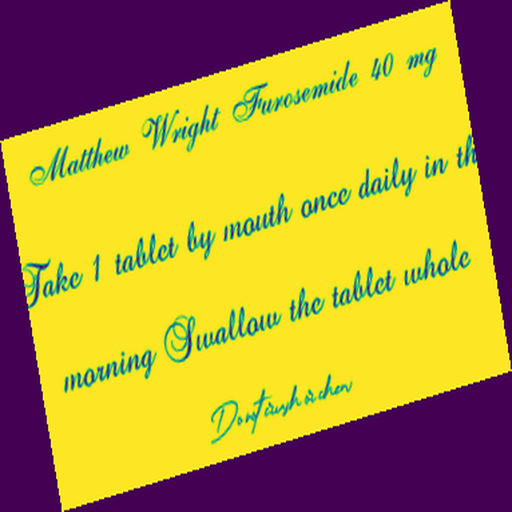 Matthew Wright Furosemide 40 mg
Take 1 tablet by mouth once daily in th
morning Swallow the tablet whole